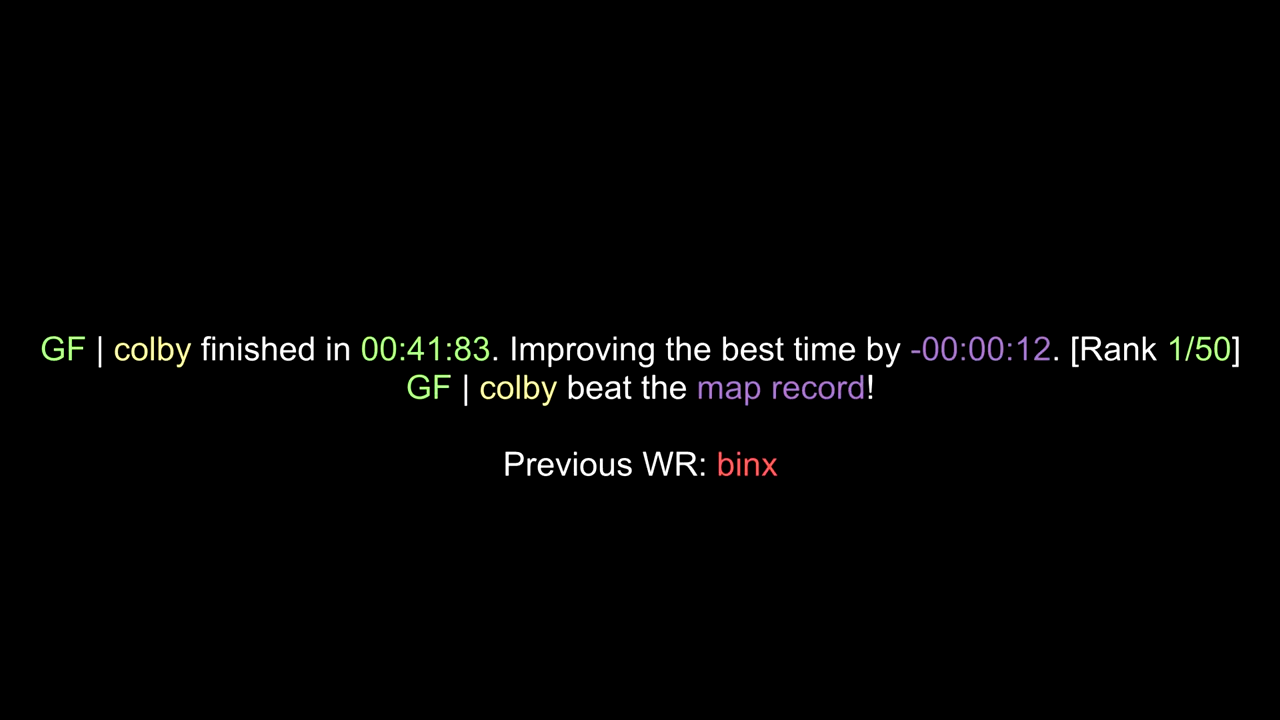 GF | colby finished in 00:41:83. Improving the best time by -00:00:12. [Rank 1/50]
GF | colby beat the map record!
Previous WR: binx